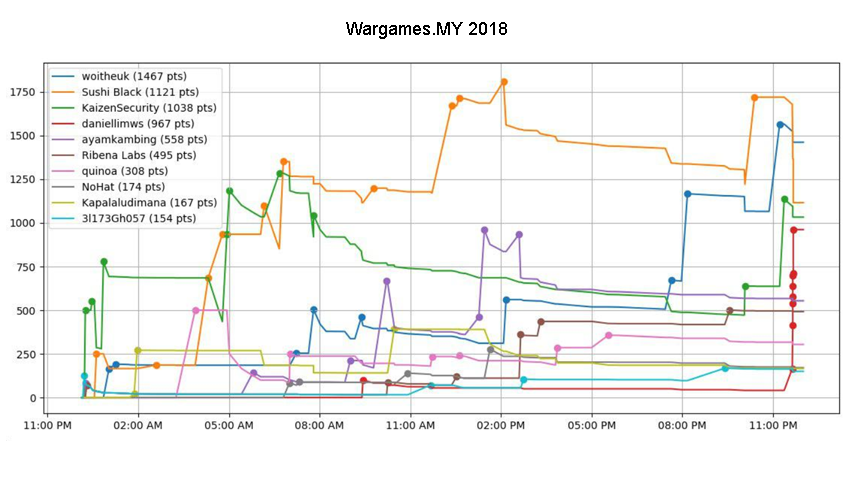 Wargames.MY 2018
woitheuk (1467 pts)
Sushi Black (1121 pts)
KaizenSecurity (1038 pts)
daniellimws (967 pts)
ayamkambing (558 pts)
Ribena Labs (495 pts)
quinoa (308 pts)
NoHat (174 pts)
Kapalaludimana (167 pts)
3l173Gh057 (154 pts)
1750
1500
1250
1000
750
500
250
0
11:00 PM 02:00 AM 05:00 AM 08:00 AM 11:00 AM 02:00 PM 05:00 PM 08:00 PM 11:00 PM